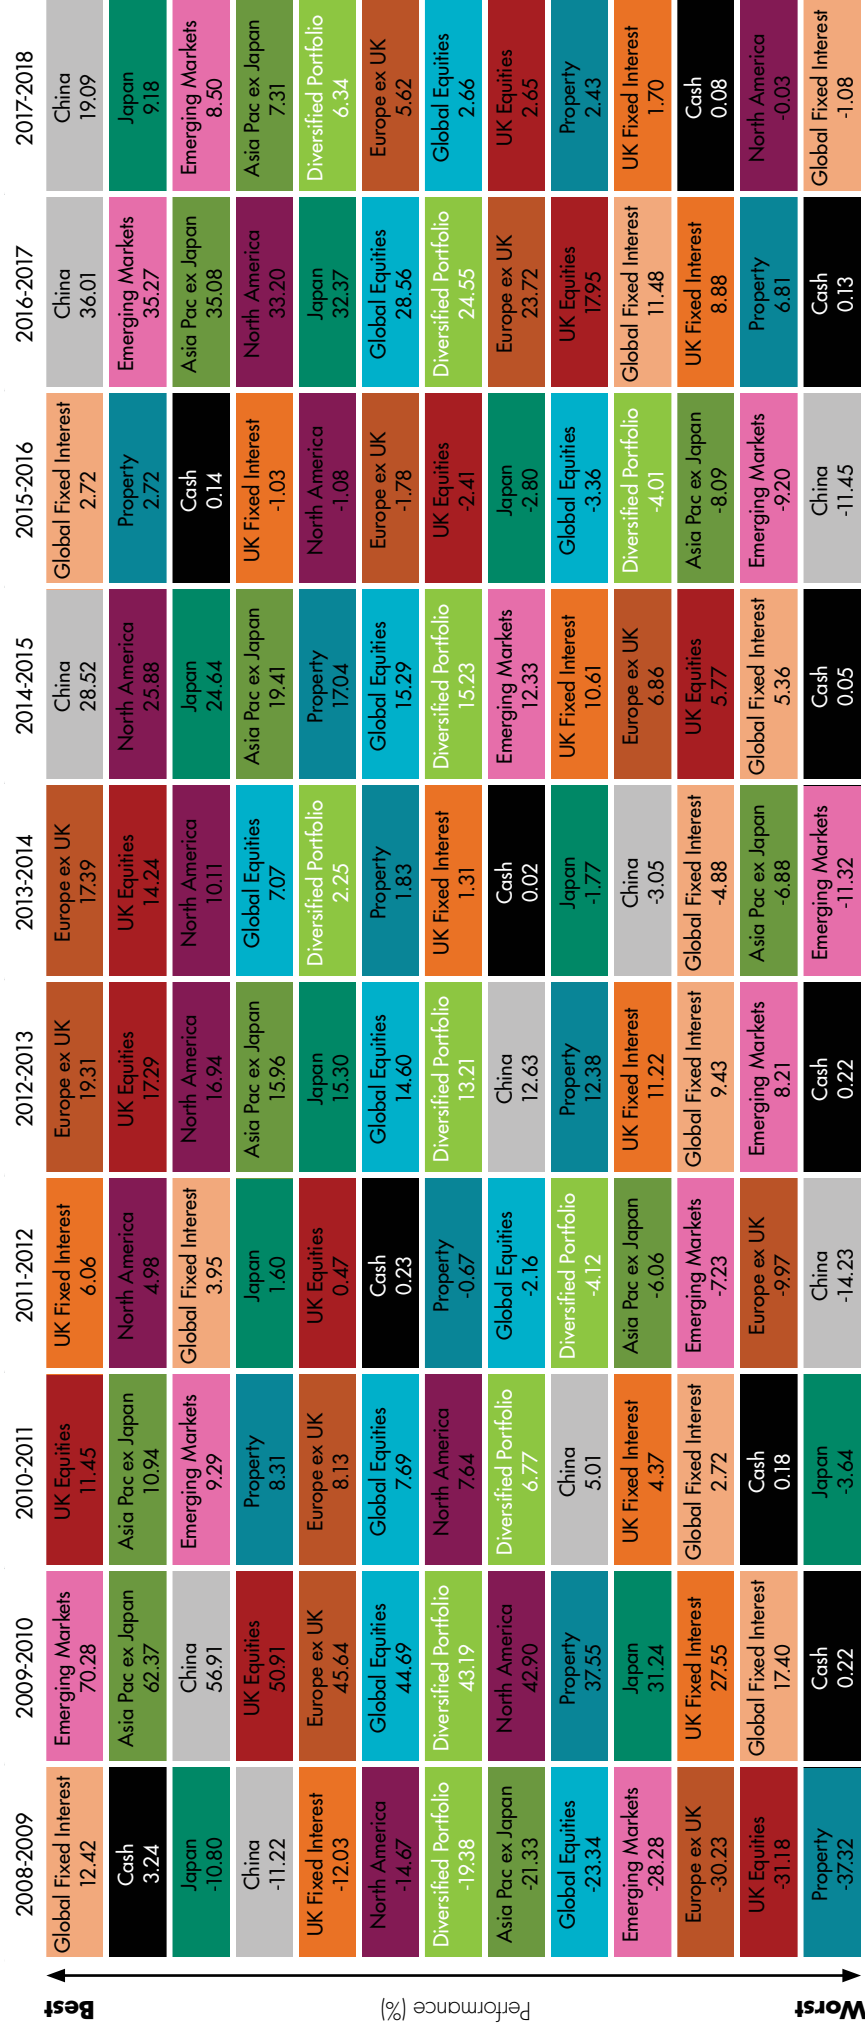 2008-2009
2009-2010
2010-2011
2011-2012
2012-2013
2013-2014
2014-2015
2015-2016
2016-2017
2017-2018
Best
Performance (%)
Worst
Global Fixed Interest
12.42
Cash
3.24
Japan
-10.80
China
-11.22
UK Fixed Interest
-12.03
North America
-14.67
Diversified Portfolio
-19.38
Asia Pac ex Japan
-21.33
Global Equities
-23.34
Emerging Markets
-28.28
Europe ex UK
-30.23
UK Equities
-31.18
Property
-37.32
Emerging Markets
70.28
Asia Pac ex Japan
62.37
China
56.91
UK Equities
50.91
Europe ex UK
45.64
Global Equities
44.69
Diversified Portfolio
43.19
North America
42.90
Property
37.55
Japan
31.24
UK Fixed Interest
27.55
Global Fixed Interest
17.40
Cash
0.22
UK Equities
11.45
Asia Pac ex Japan
10.94
Emerging Markets
9.29
Property
8.31
Europe ex UK
8.13
Global Equities
7.69
North America
7.64
Diversified Portfolio
6.77
China
5.01
UK Fixed Interest
4.37
Global Fixed Interest
2.72
Cash
0.18
Japan
-3.64
UK Fixed Interest
6.06
North America
4.98
Global Fixed Interest
3.95
Japan
1.60
UK Equities
0.47
Cash
0.23
Property
-0.67
Global Equities
-2.16
Diversified Portfolio
-4.12
Asia Pac ex Japan
-6.06
Emerging Markets
-7.23
Europe ex UK
-9.97
China
-14.23
Europe ex UK
19.31
UK Equities
17.29
North America
16.94
Asia Pac ex Japan
15.96
Japan
15.30
Global Equities
14.60
Diversified Portfolio
13.21
China
12.63
Property
12.38
UK Fixed Interest
11.22
Global Fixed Interest
9.43
Emerging Markets
8.21
Cash
0.22
Europe ex UK
17.39
UK Equities
14.24
North America
10.11
Global Equities
7.07
Diversified Portfolio
2.25
Property
1.83
UK Fixed Interest
1.31
Cash
0.02
Japan
-1.77
China
-3.05
Global Fixed Interest
-4.88
Asia Pac ex Japan
-6.88
Emerging Markets
-11.32
China
28.52
North America
25.88
Japan
24.64
Asia Pac ex Japan
19.41
Property
17.04
Global Equities
15.29
Diversified Portfolio
15.23
Emerging Markets
12.33
UK Fixed Interest
10.61
Europe ex UK
6.86
UK Equities
5.77
Global Fixed Interest
5.36
Cash
0.05
Global Fixed Interest
2.72
Property
2.72
Cash
0.14
UK Fixed Interest
-1.03
North America
-1.08
Europe ex UK
-1.78
UK Equities
-2.41
Japan
-2.80
Global Equities
-3.36
Diversified Portfolio
-4.01
Asia Pac ex Japan
-8.09
Emerging Markets
-9.20
China
-11.45
China
36.01
Emerging Markets
35.27
Asia Pac ex Japan
35.08
North America
33.20
Japan
32.37
Global Equities
28.56
Diversified Portfolio
24.55
Europe ex UK
23.72
UK Equities
17.95
Global Fixed Interest
11.48
UK Fixed Interest
8.88
Property
6.81
Cash
0.13
China
19.09
Japan
9.18
Emerging Markets
8.50
Asia Pac ex Japan
7.31
Diversified Portfolio
6.34
Europe ex UK
5.62
Global Equities
2.66
UK Equities
2.65
Property
2.43
UK Fixed Interest
1.70
Cash
0.08
North America
-0.03
Global Fixed Interest
-1.08